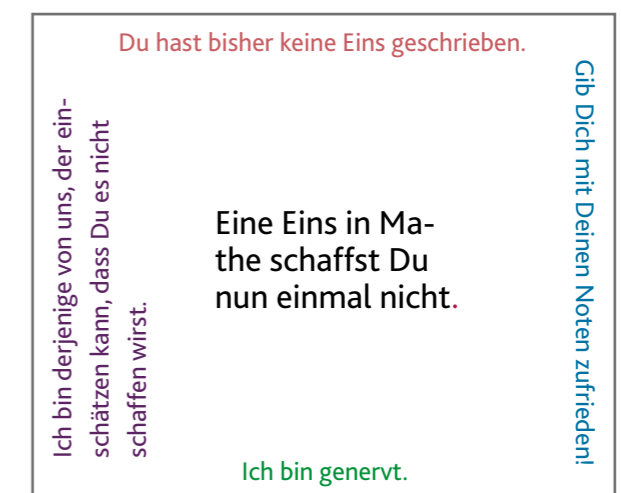 Du hast bisher keine Eins geschrieben.
Ich bin derjenige von uns, der ein-
schätzen kann, dass Du es nicht
schaffen wirst.
Eine Eins in Ma-
the schaffst Du
nun einmal nicht.
Gib Dich mit Deinen Noten zufrieden!
Ich bin genervt.